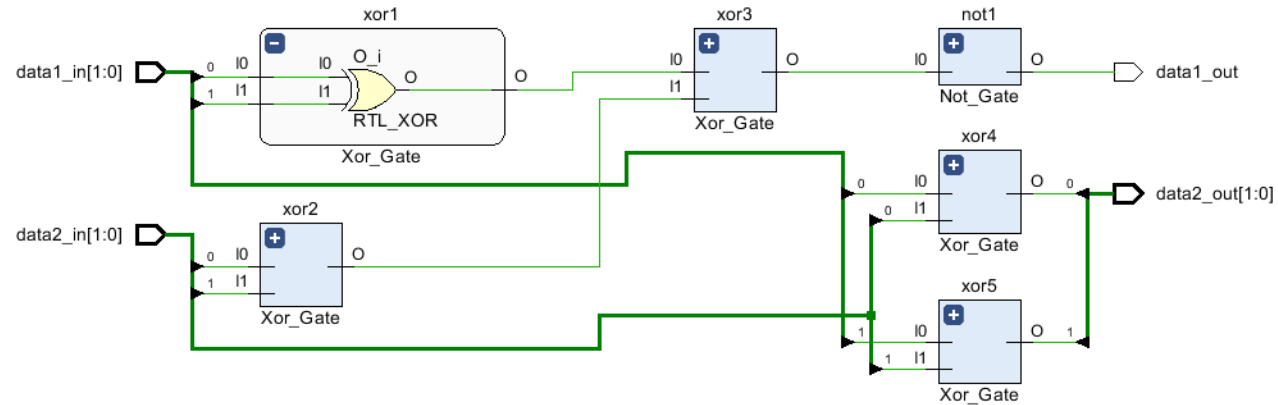 xor1
xor3
not1
O_i
0 I0 I0 O O
I0 O
I0 O
data1_in[1:0]
data1_out
1 I1 I1
I1
RTL_XOR
Xor_Gate
Not_Gate
Xor_Gate
xor4
0 I0 O 0
data2_out[1:0]
xor2
0 I1
data2_in[1:0]
Xor_Gate
0 I0 O
1 I1
xor5
Xor_Gate
1 I0 O 1
1 I1
Xor_Gate